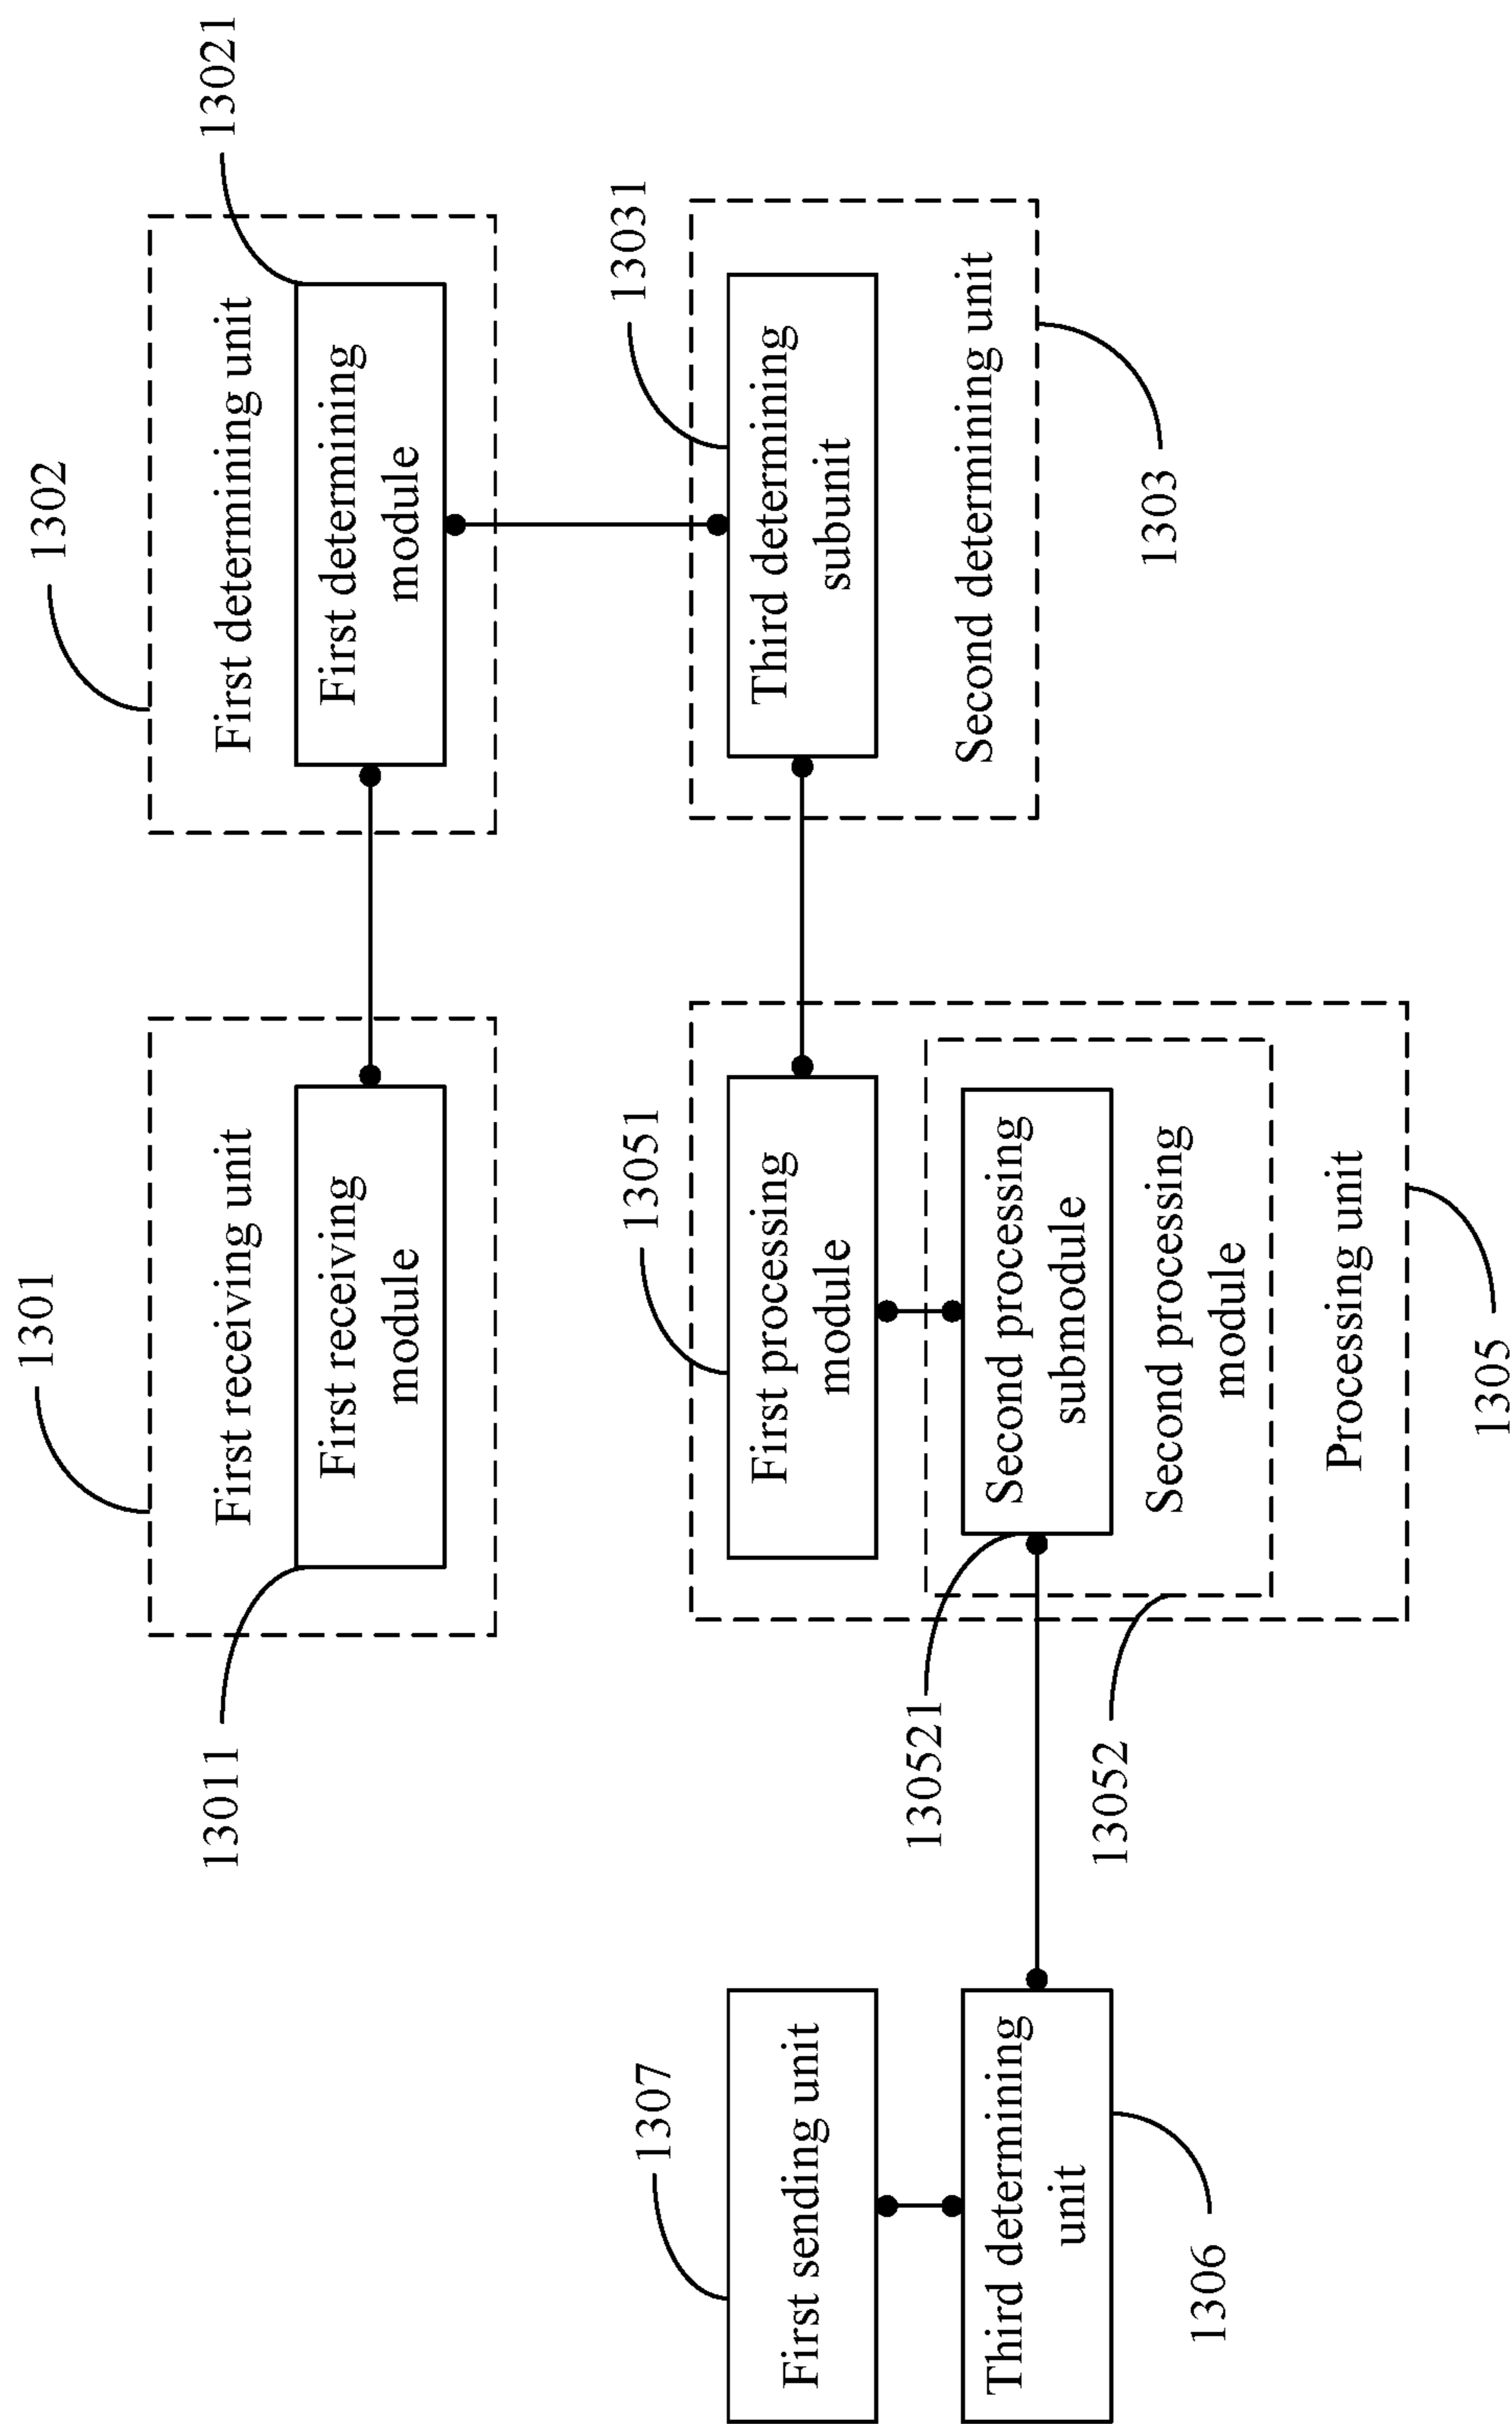 1301
First receiving unit
First receiving
module
13011
1302
First determining unit
First determining
module
13021
1307
First sending unit
Third determining
unit
1306
13051
First processing
module
Second processing
submodule
Second processing
module
Processing unit
130521
13052
1305
13031
Third determining
subunit
Second determining unit
1303